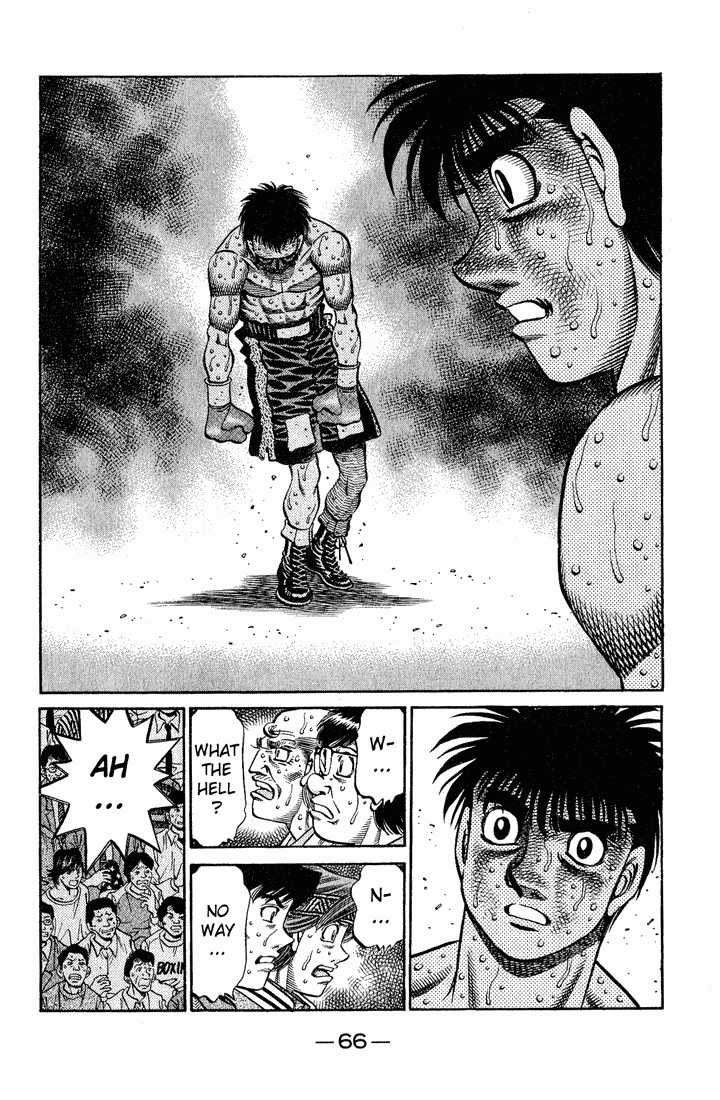 W-
...
WHAT
THE
HELL
?
AH
...
N-
...
NO
WAY
...
BOXIN
—66—